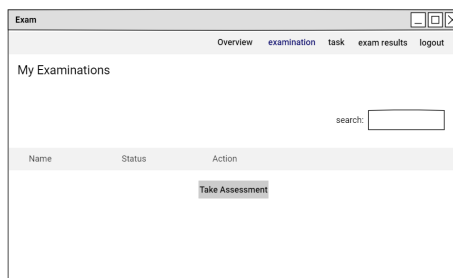 Exam
Overview examination task exam results logout
My Examinations
search:
Name Status Action
Take Assessment